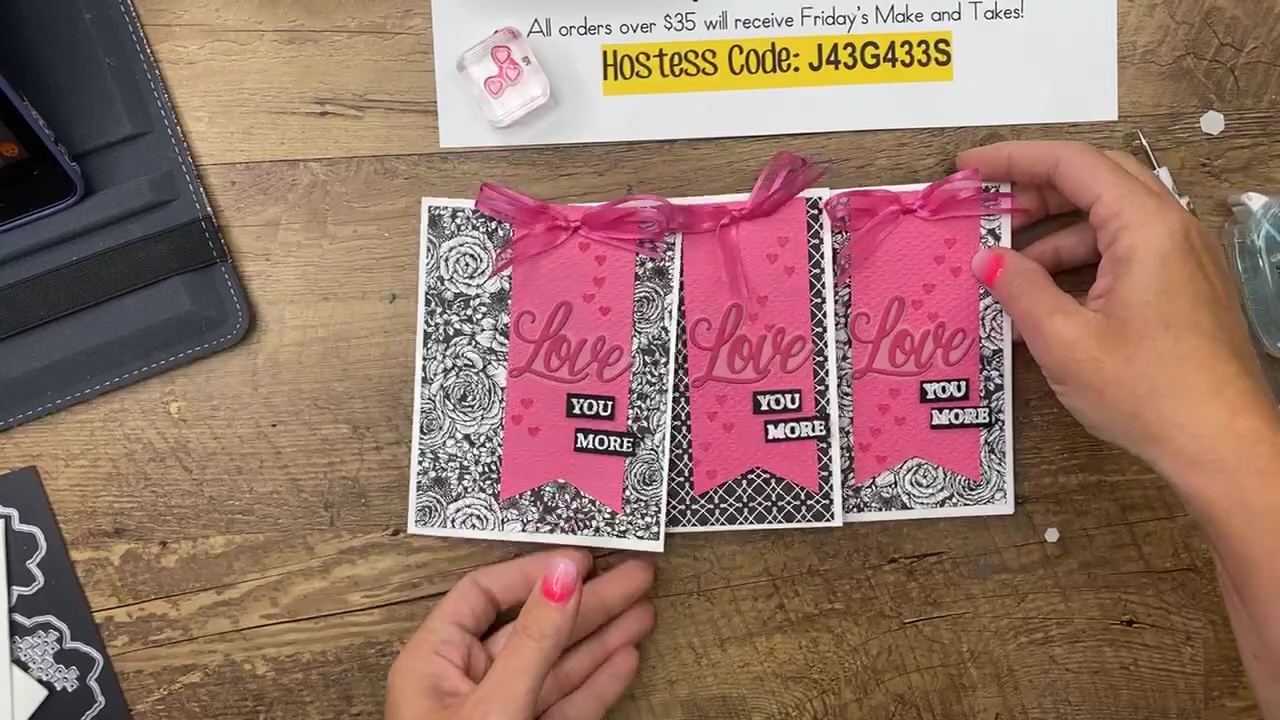 All orders over $35 will receive Friday's Make and Takes!
Hostess Code: J43G433S
Love
YOU
MORE
Love
YOU
MORE
Love
YOU
MORE